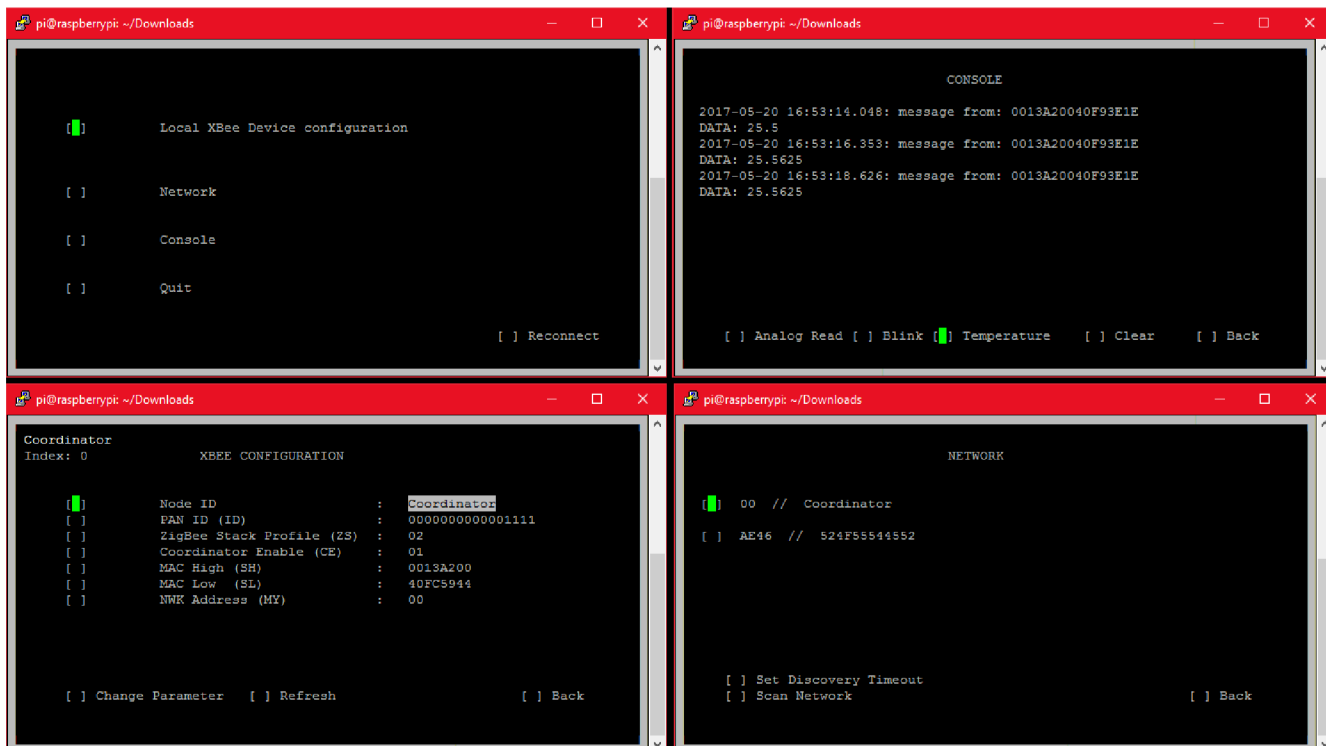 pi@raspberrypi: ~/Downloads
[ ] Local XBee Device configuration
[ ] Network
[ ] Console
[ ] Quit
[ ] Reconnect
pi@raspberrypi: ~/Downloads
CONSOLE
2017-05-20 16:53:14.048: message from: 0013A20040F93E1E
DATA: 25.5
2017-05-20 16:53:16.353: message from: 0013A20040F93E1E
DATA: 25.5625
2017-05-20 16:53:18.626: message from: 0013A20040F93E1E
DATA: 25.5625
[ ] Analog Read [ ] Blink [ ] Temperature [ ] Clear [ ] Back
pi@raspberrypi: ~/Downloads
Coordinator
Index: 0 XBEE CONFIGURATION
[ ] Node ID : Coordinator
[ ] PAN ID (ID) : 0000000000001111
[ ] ZigBee Stack Profile (ZS) : 02
[ ] Coordinator Enable (CE) : 01
[ ] MAC High (SH) : 0013A200
[ ] MAC Low (SL) : 40FC5944
[ ] NWK Address (MY) : 00
[ ] Change Parameter [ ] Refresh [ ] Back
pi@raspberrypi: ~/Downloads
NETWORK
[ ] 00 // Coordinator
[ ] AE46 // 524F55544552
[ ] Set Discovery Timeout
[ ] Scan Network [ ] Back